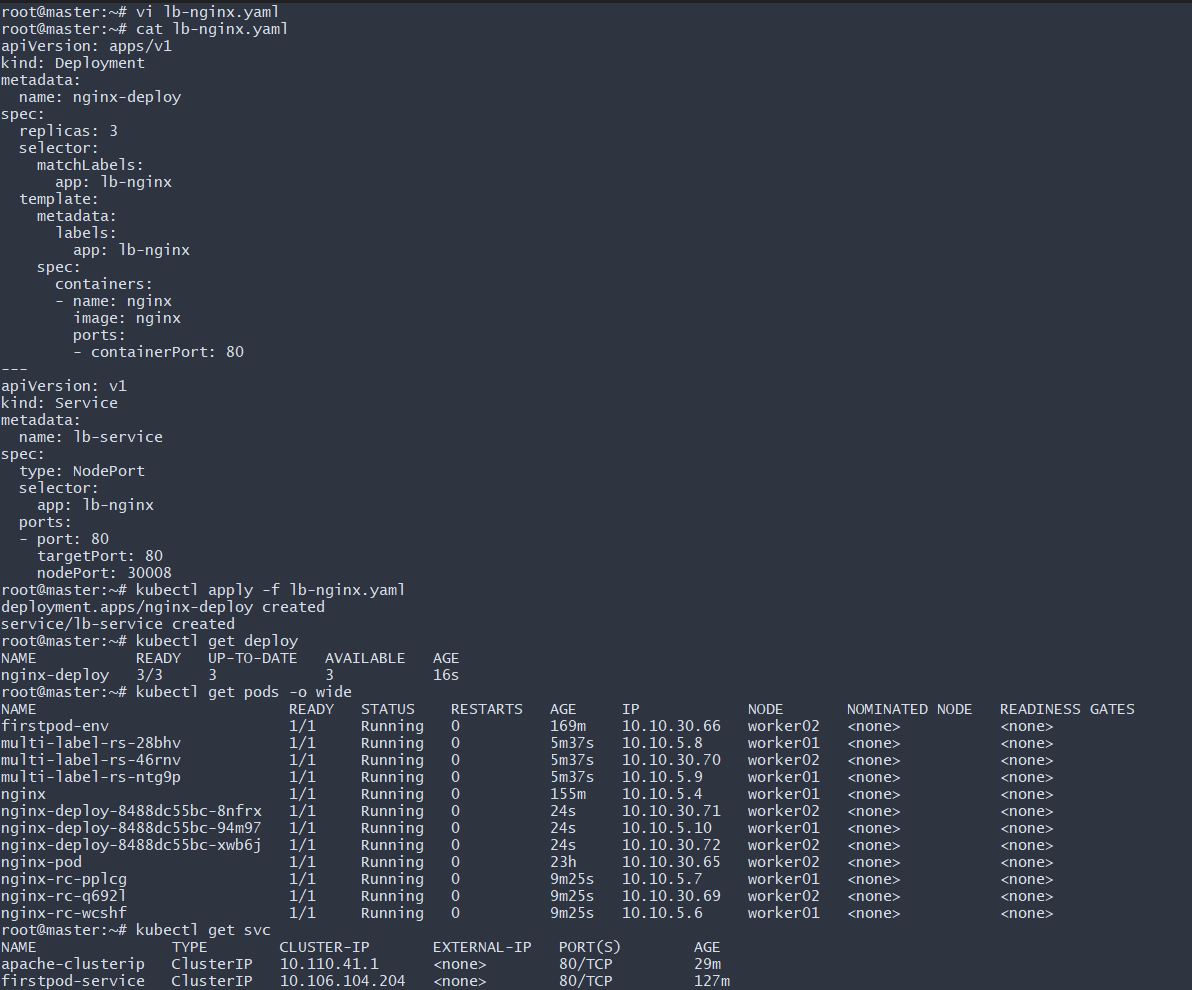 root@master:~# vi lb-nginx.yaml
root@master:~# cat lb-nginx.yaml
apiVersion: apps/v1
kind: Deployment
metadata:
  name: nginx-deploy
spec:
  replicas: 3
  selector:
    matchLabels:
      app: lb-nginx
  template:
    metadata:
      labels:
        app: lb-nginx
    spec:
      containers:
      - name: nginx
        image: nginx
        ports:
        - containerPort: 80
---
apiVersion: v1
kind: Service
metadata:
  name: lb-service
spec:
  type: NodePort
  selector:
    app: lb-nginx
  ports:
  - port: 80
    targetPort: 80
    nodePort: 30008
root@master:~# kubectl apply -f lb-nginx.yaml
deployment.apps/nginx-deploy created
service/lb-service created
root@master:~# kubectl get deploy
NAME           READY   UP-TO-DATE   AVAILABLE   AGE
nginx-deploy   3/3     3            3           16s
root@master:~# kubectl get pods -o wide
NAME                            READY   STATUS    RESTARTS   AGE     IP            NODE       NOMINATED NODE   READINESS GATES
firstpod-env                    1/1     Running   0          169m    10.10.30.66   worker02   <none>           <none>
multi-label-rs-28bhv            1/1     Running   0          5m37s   10.10.5.8     worker01   <none>           <none>
multi-label-rs-46rnv            1/1     Running   0          5m37s   10.10.30.70   worker02   <none>           <none>
multi-label-rs-ntg9p            1/1     Running   0          5m37s   10.10.5.9     worker01   <none>           <none>
nginx                           1/1     Running   0          155m    10.10.5.4     worker01   <none>           <none>
nginx-deploy-8488dc55bc-8nfrx   1/1     Running   0          24s     10.10.30.71   worker02   <none>           <none>
nginx-deploy-8488dc55bc-94m97   1/1     Running   0          24s     10.10.5.10    worker01   <none>           <none>
nginx-deploy-8488dc55bc-xwb6j   1/1     Running   0          24s     10.10.30.72   worker02   <none>           <none>
nginx-pod                       1/1     Running   0          23h     10.10.30.65   worker02   <none>           <none>
nginx-rc-pplcg                  1/1     Running   0          9m25s   10.10.5.7     worker01   <none>           <none>
nginx-rc-q692l                  1/1     Running   0          9m25s   10.10.30.69   worker02   <none>           <none>
nginx-rc-wcshf                  1/1     Running   0          9m25s   10.10.5.6     worker01   <none>           <none>
root@master:~# kubectl get svc
NAME               TYPE        CLUSTER-IP       EXTERNAL-IP   PORT(S)        AGE
apache-clusterip   ClusterIP   10.110.41.1      <none>        80/TCP         29m
firstpod-service   ClusterIP   10.106.104.204   <none>        80/TCP         127m